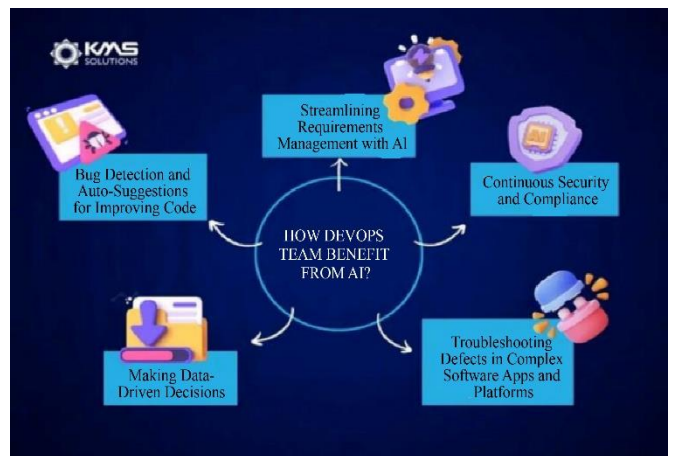 KMS
SOLUTIONS
Streamlining
Requirements
Management with AI
Bug Detection and
Auto-Suggestions
for Improving Code
AI
Continuous Security
and Compliance
HOW DEVOPS
TEAM BENEFIT
FROM AI?
Making Data-
Driven Decisions
Troubleshooting
Defects in Complex
Software Apps and
Platforms